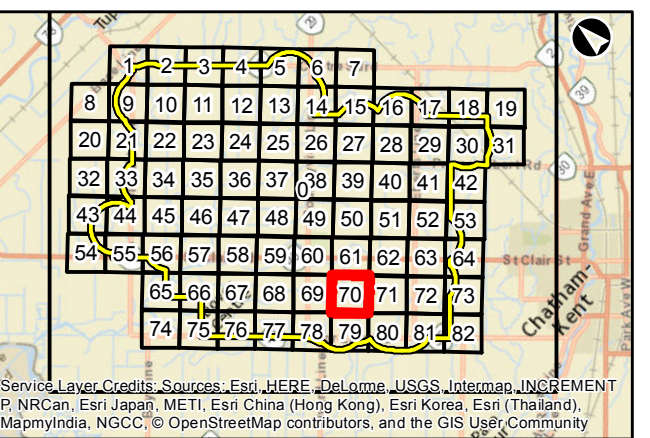 Tup
29
78
2
39
1 2 3 4 5 6 7
8 9 10 11 12 13 14 15 16 17 18 19
20 21 22 23 24 25 26 27 28 29 30 31
32 33 34 35 36 37 38 39 40 41 42
0
30
Grand Ave E
43 44 45 46 47 48 49 50 51 52 53
54 55 56 57 58 59 60 61 62 63 64
St Clair St
65 66 67 68 69 70 71 72 73
Chatham-
Kent
Park Ave W
74 75 76 77 78 79 80 81 82
Service Layer Credits: Sources: Esri, HERE, DeLorme, USGS, Intermap, INCREMENT
P, NRCan, Esri Japan, METI, Esri China (Hong Kong), Esri Korea, Esri (Thailand),
MapmyIndia, NGCC, © OpenStreetMap contributors, and the GIS User Community